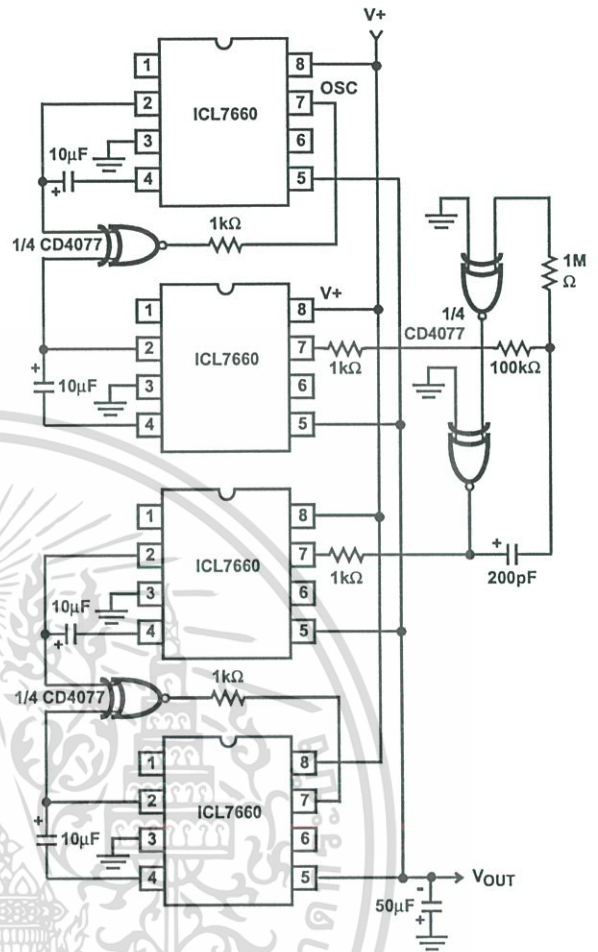 V+
1
2
3
4
ICL7660
8
7
6
5
OSC
10µF
+
1kΩ
1/4 CD4077
1
2
3
4
ICL7660
8
7
6
5
V+
1kΩ
+
10µF
1/4
CD4077
1M
Ω
100kΩ
1
2
3
4
ICL7660
8
7
6
5
1kΩ
+
200pF
10µF
+
1kΩ
1/4 CD4077
1
2
3
4
ICL7660
8
7
6
5
+
10µF
VOUT
-
50µF
+